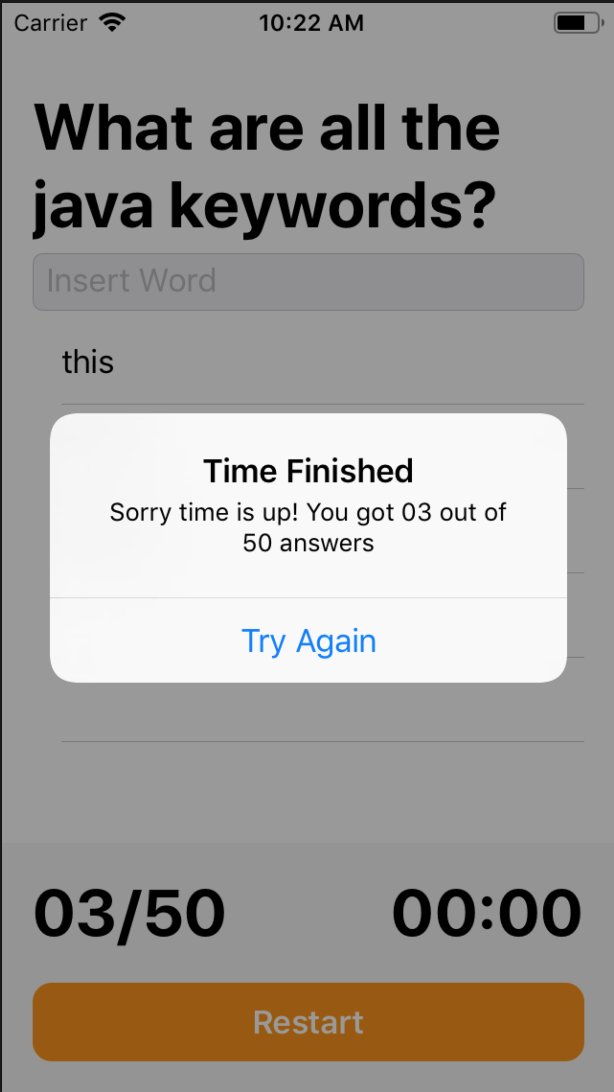 Carrier 10:22 AM
What are all the
java keywords?
Insert Word
this
Time Finished
Sorry time is up! You got 03 out of
50 answers
Try Again
03/50 00:00
Restart